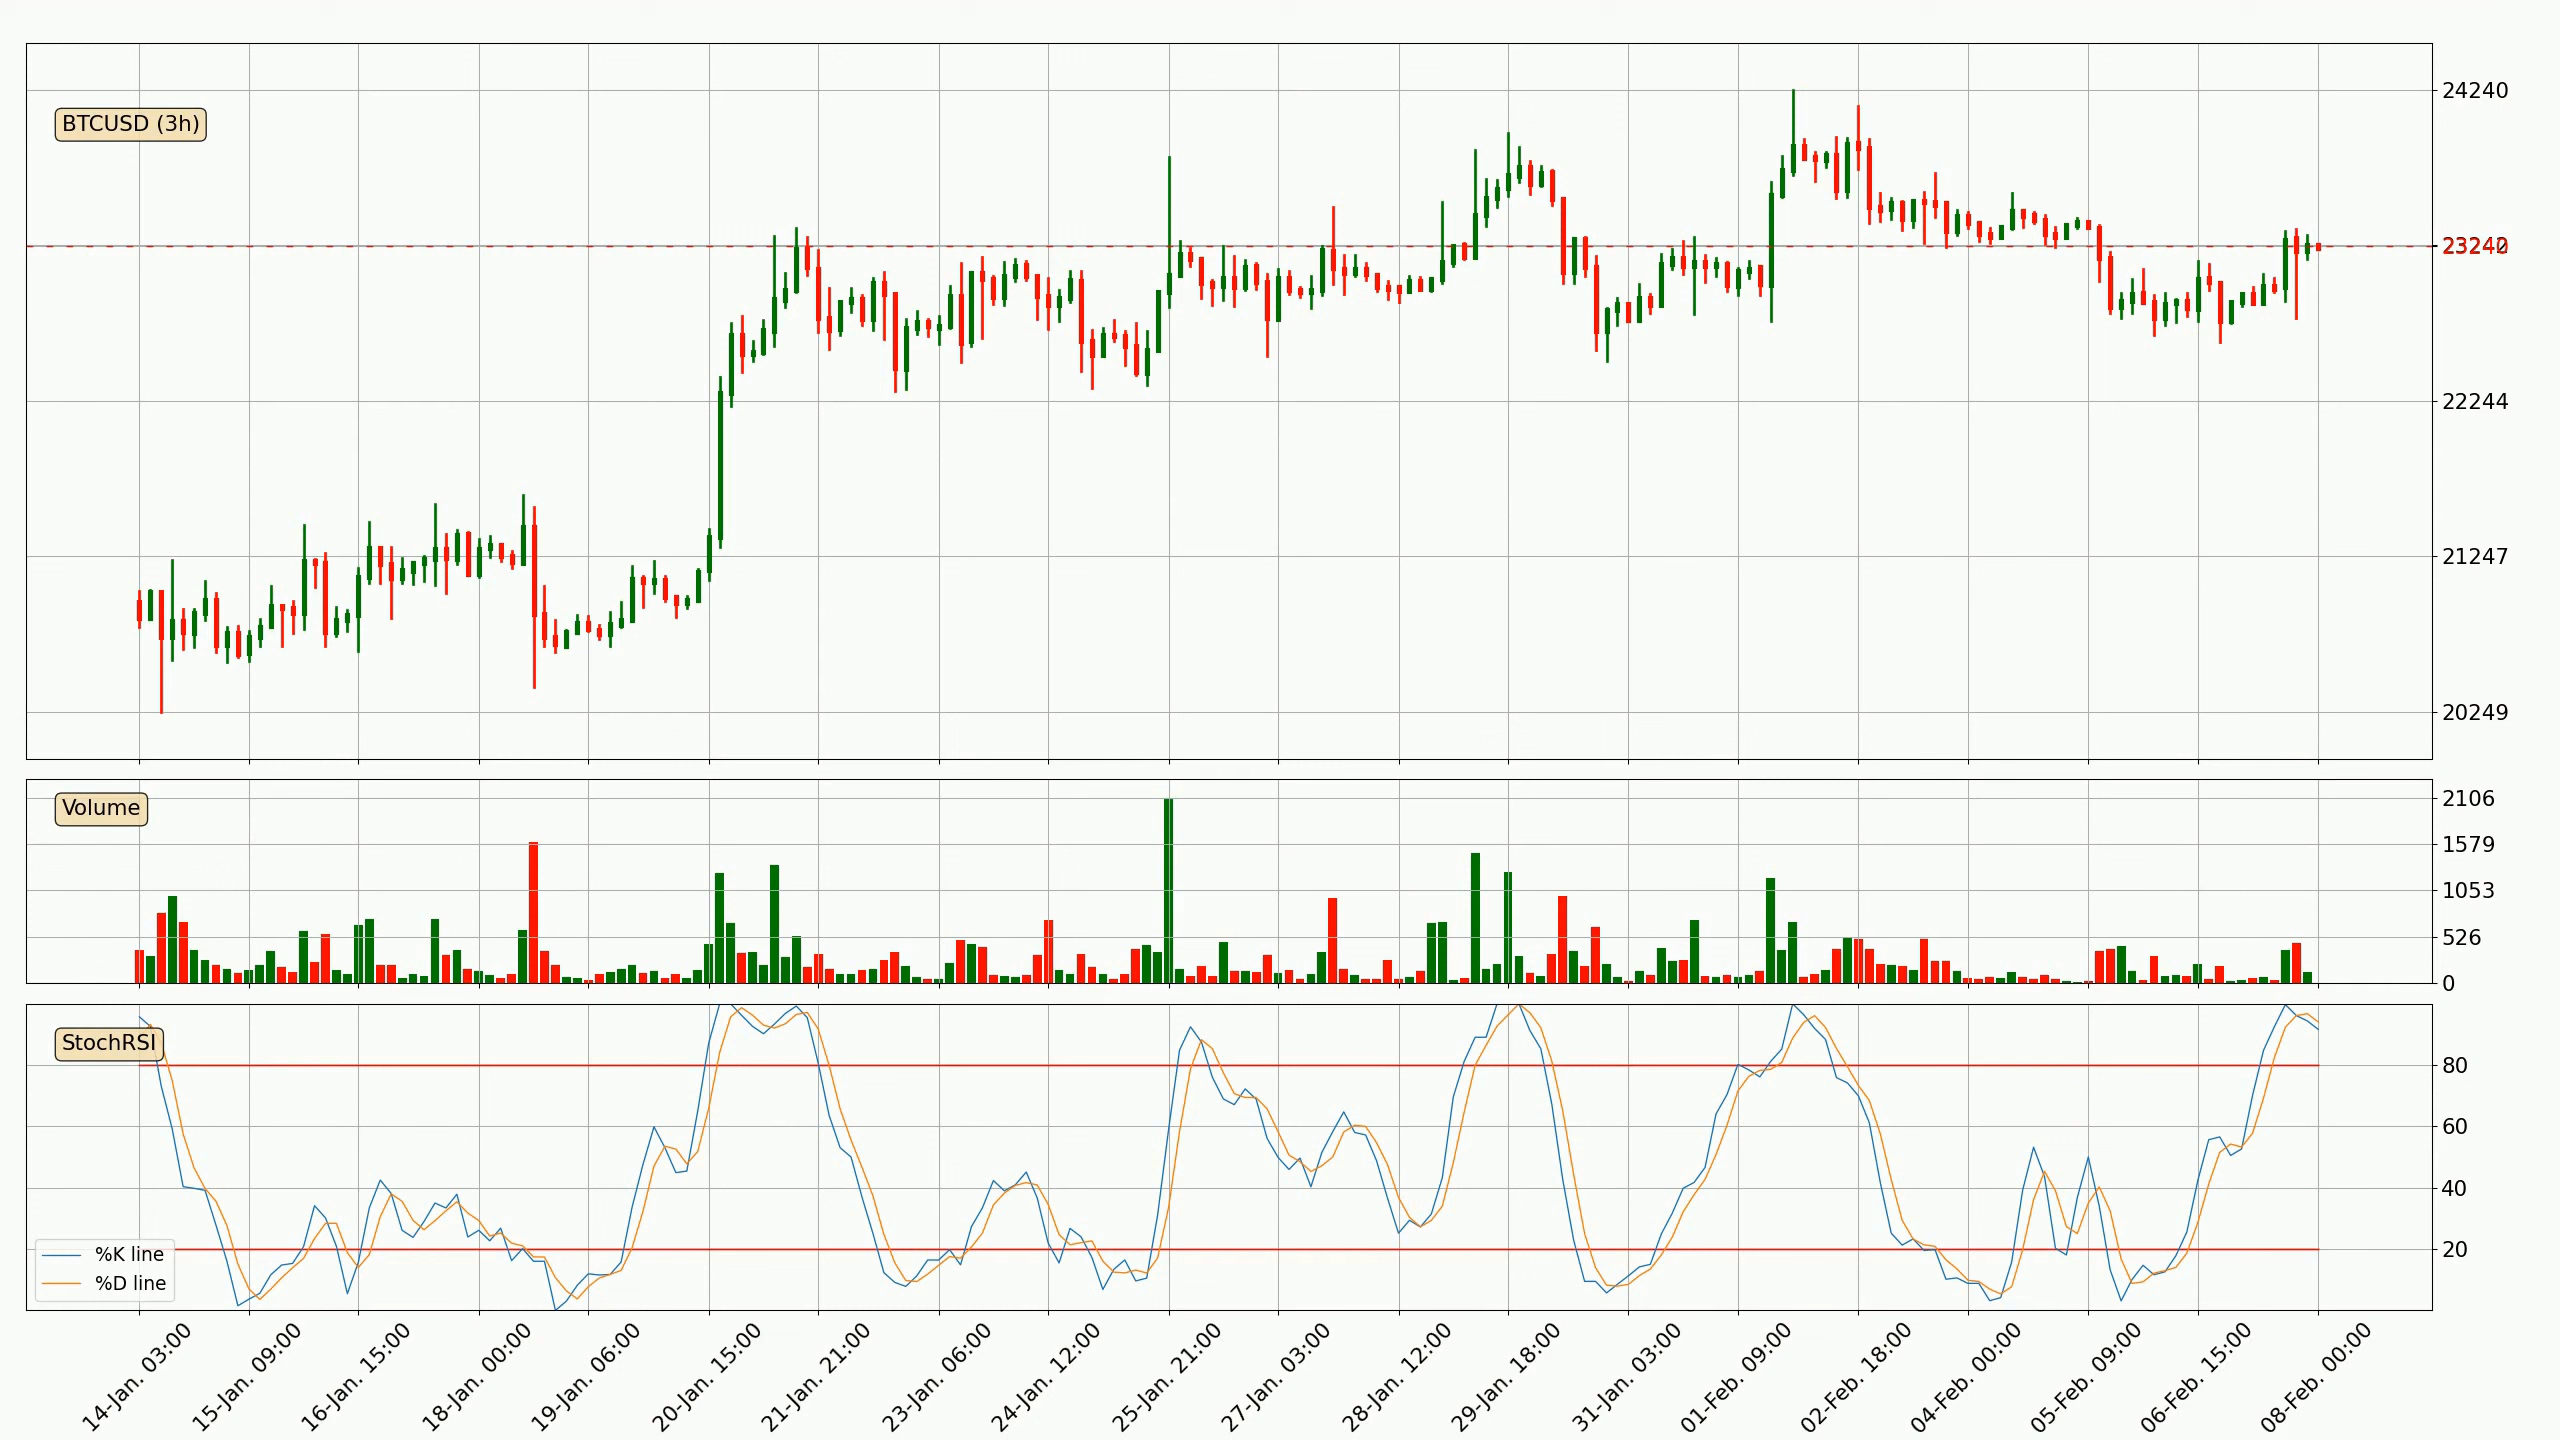 BTCUSD (3h)
24240
23242
22244
21247
20249
Volume
2106
1579
1053
526
0
StochRSI
80
60
40
20
%K line
%D line
14-Jan. 03:00
15-Jan. 09:00
16-Jan. 15:00
18-Jan. 00:00
19-Jan. 06:00
20-Jan. 15:00
21-Jan. 21:00
23-Jan. 06:00
24-Jan. 12:00
25-Jan. 21:00
27-Jan. 03:00
28-Jan. 12:00
29-Jan. 18:00
31-Jan. 03:00
01-Feb. 09:00
02-Feb. 18:00
04-Feb. 00:00
05-Feb. 09:00
06-Feb. 15:00
08-Feb. 00:00